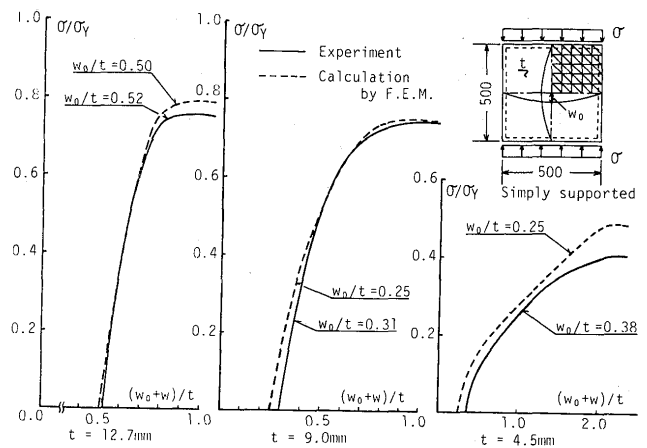 σ/σY
1.0
w₀/t=0.50
0.8
w₀/t=0.52
0.6
0.4
0.2
0.0
0.5
(w₀+w)/t
1.0
t = 12.7mm
σ/σY
1.0
Experiment
Calculation
by F.E.M.
0.8
0.6
0.4
w₀/t=0.25
w₀/t=0.31
0.2
0.5
(w₀+w)/t
1.0
t = 9.0mm
σ
t
500
w₀
σ
500
Simply supported
0.6
σ/σY
w₀/t=0.25
0.4
0.2
w₀/t=0.38
(w₀+w)/t
1.0
2.0
t = 4.5mm